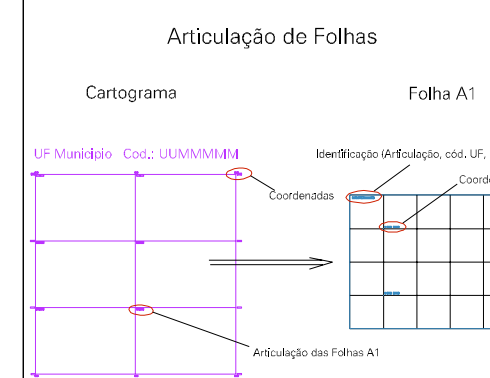 Articulação de Folhas
Cartograma
Folha A1
UF Municipio Cod.: UUMMMMM
Identificação (Articulação, cód. UF,
Coord
Coordenadas
Articulação das Folhas A1